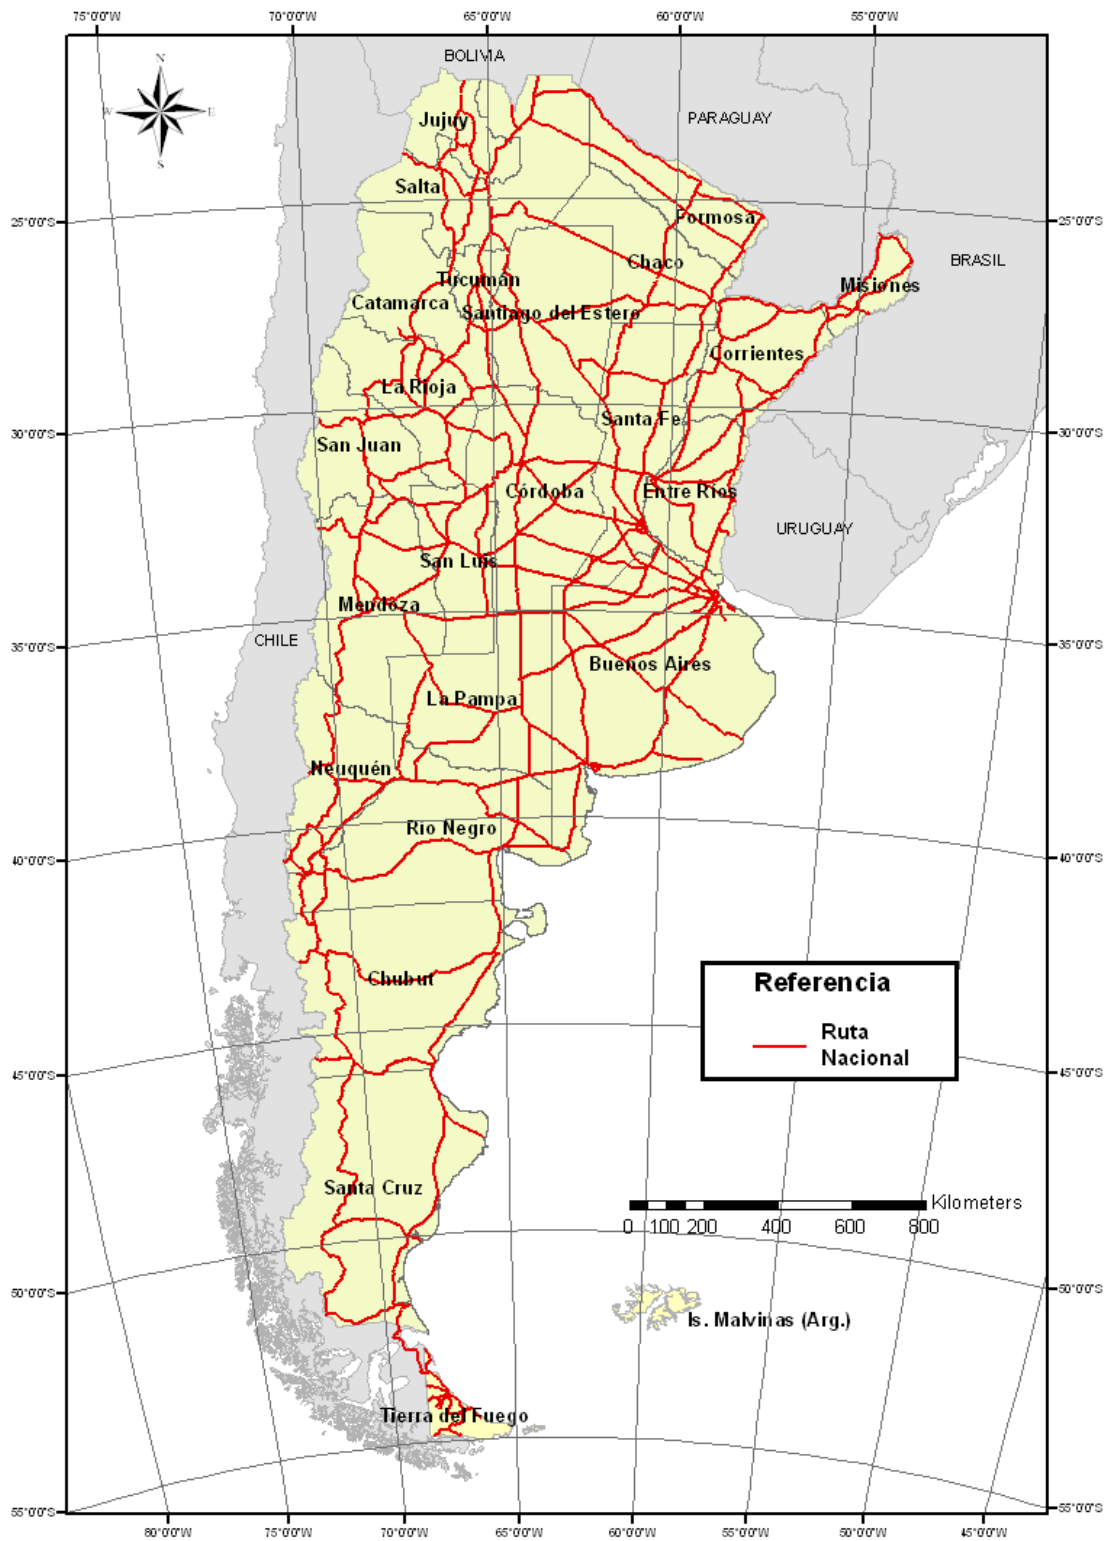 75°0'0"W 70°0'0"W 65°0'0"W 60°0'0"W 55°0'0"W
BOLIVIA
N
W E
S
PARAGUAY
Jujuy
Salta
25°0'0"S 25°0'0"S
Formosa
Chaco
BRASIL
Tucumán
Misiones
Catamarca
Santiago del Estero
Corrientes
La Rioja
Santa Fe
30°0'0"S 30°0'0"S
San Juan
Córdoba
Entre Ríos
URUGUAY
San Luis
Mendoza
CHILE
35°0'0"S 35°0'0"S
Buenos Aires
La Pampa
Neuquén
Río Negro
40°0'0"S 40°0'0"S
Chubut
Referencia
Ruta
Nacional
45°0'0"S 45°0'0"S
Santa Cruz
Kilometers
0 100 200 400 600 800
50°0'0"S 50°0'0"S
Is. Malvinas (Arg.)
Tierra del Fuego
55°0'0"S 55°0'0"S
80°0'0"W 75°0'0"W 70°0'0"W 65°0'0"W 60°0'0"W 55°0'0"W 50°0'0"W 45°0'0"W